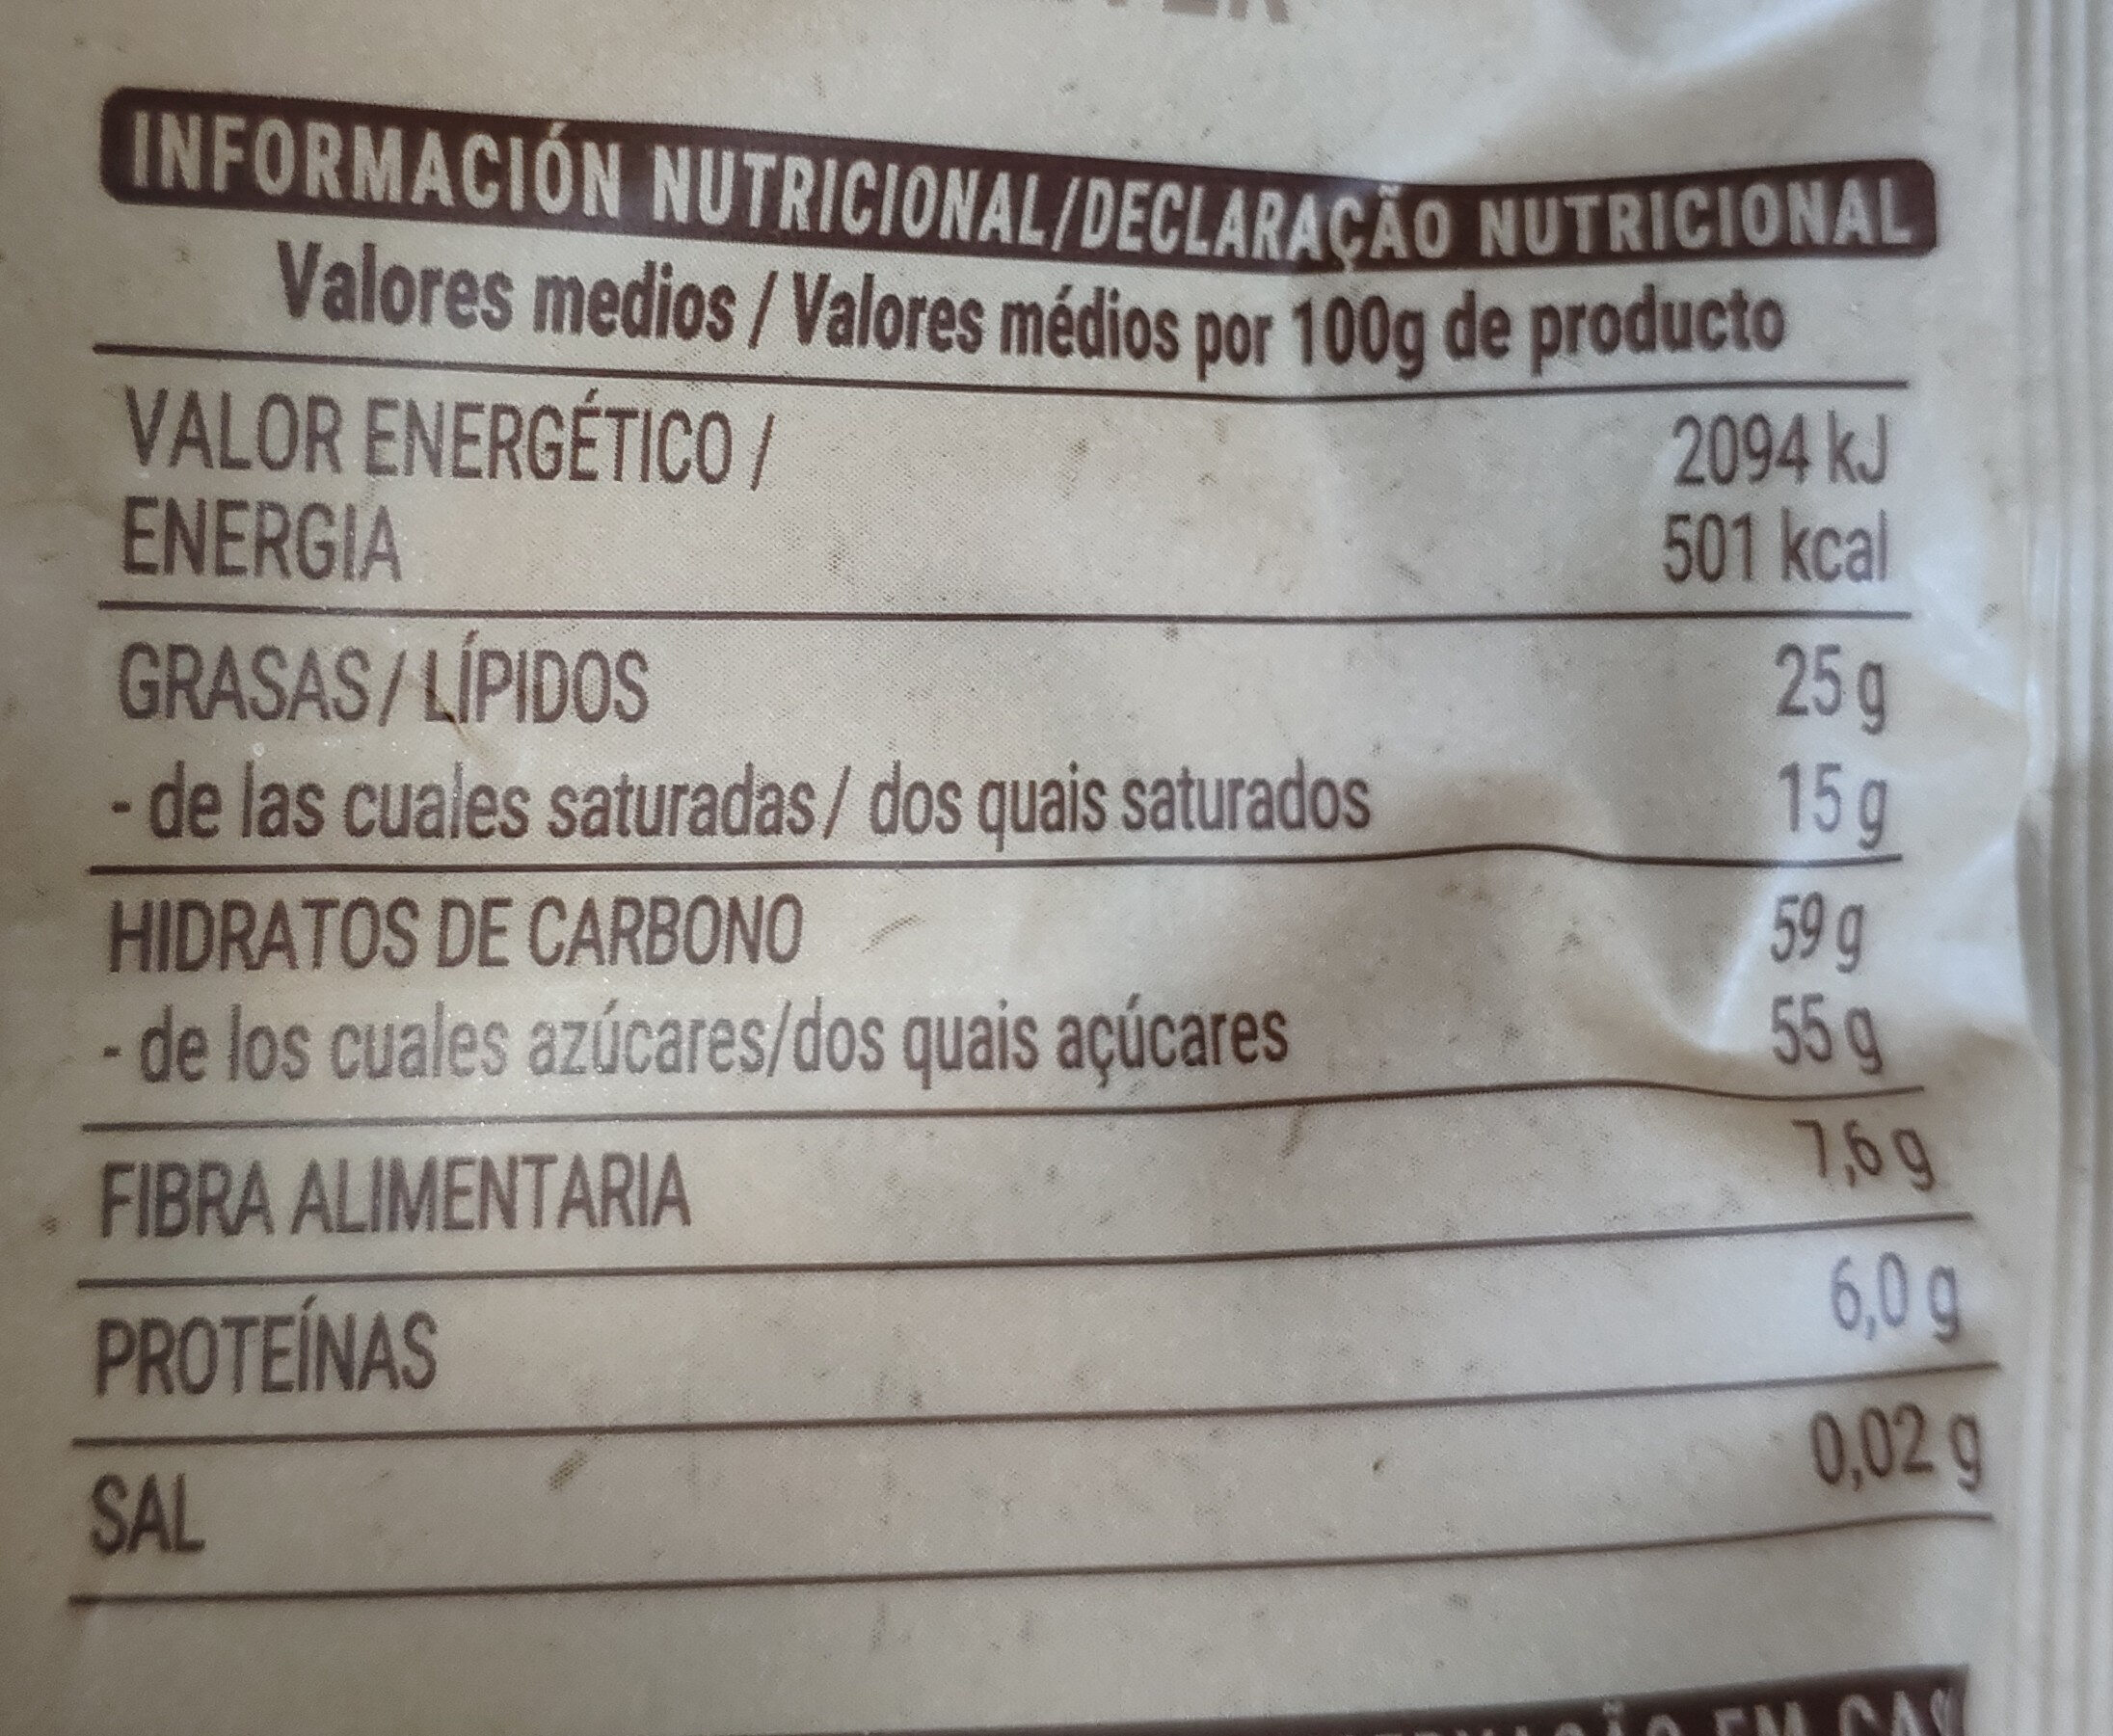 INFORMACIÓN NUTRICIONAL/DECLARAÇÃO NUTRICIONAL
Valores medios / Valores médios por 100g de producto
VALOR ENERGÉTICO / 2094 kJ
ENERGIA 501 kcal
GRASAS / LÍPIDOS 25 g
- de las cuales saturadas / dos quais saturados 15 g
HIDRATOS DE CARBONO 59 g
- de los cuales azúcares/dos quais açúcares 55 g
FIBRA ALIMENTARIA 7,6 g
PROTEÍNAS 6,0 g
SAL 0,02 g
EM